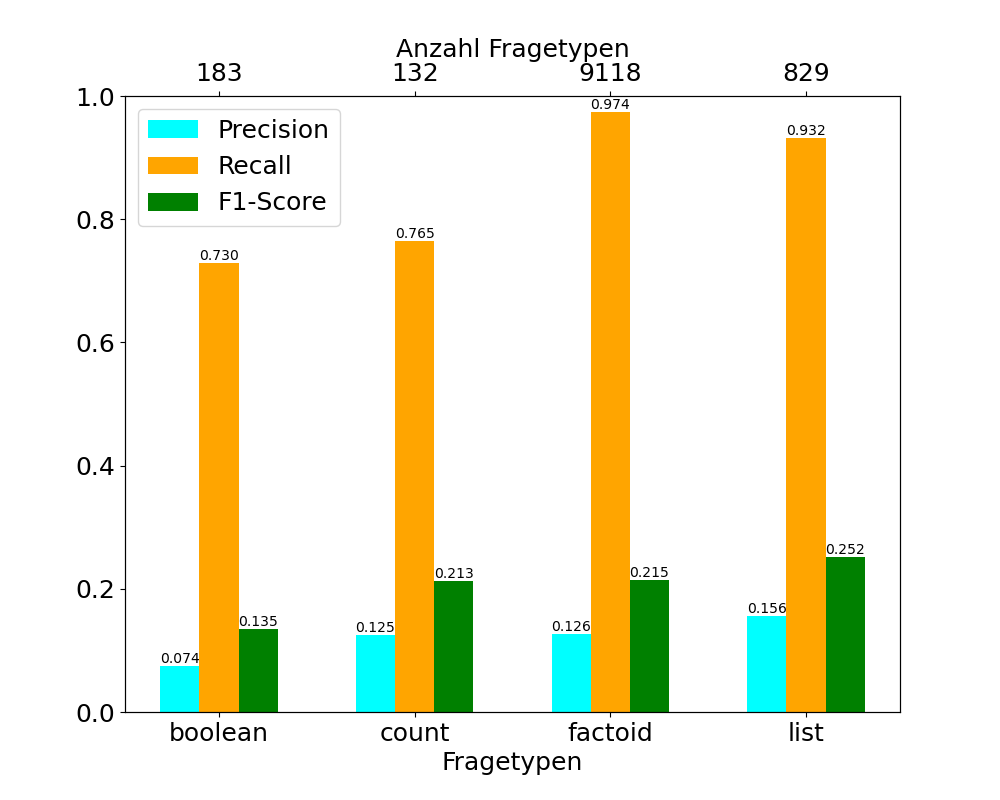 Anzahl Fragetypen
183 132 9118 829
1.0
0.8
0.6
0.4
0.2
0.0
Precision
Recall
F1-Score
0.074
0.730
0.135
0.125
0.765
0.213
0.126
0.974
0.215
0.156
0.932
0.252
boolean count factoid list
Fragetypen